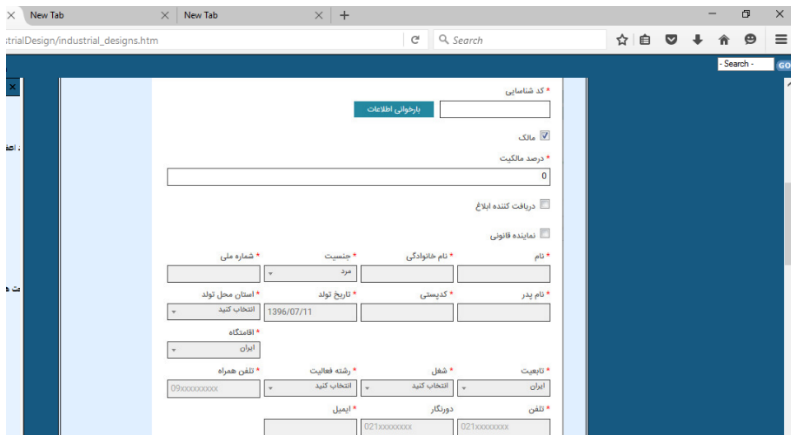 New Tab
New Tab
strialDesign/industrial_designs.htm
Search
- Search -
GO
* کد شناسایی
بارخوانی اطلاعات
مالک
* درصد مالکیت
0
دریافت کننده ابلاغ
نماینده قانونی
* نام * نام خانوادگی * جنسیت * شماره ملی
مرد
* نام پدر * کدپستی * تاریخ تولد * استان محل تولد
1396/07/11 انتخاب کنید
* اقامتگاه
ایران
* تابعیت * شغل * رشته فعالیت * تلفن همراه
ایران انتخاب کنید انتخاب کنید 09xxxxxxxxx
* تلفن دورنگار * ایمیل
021xxxxxxxx 021xxxxxxxx